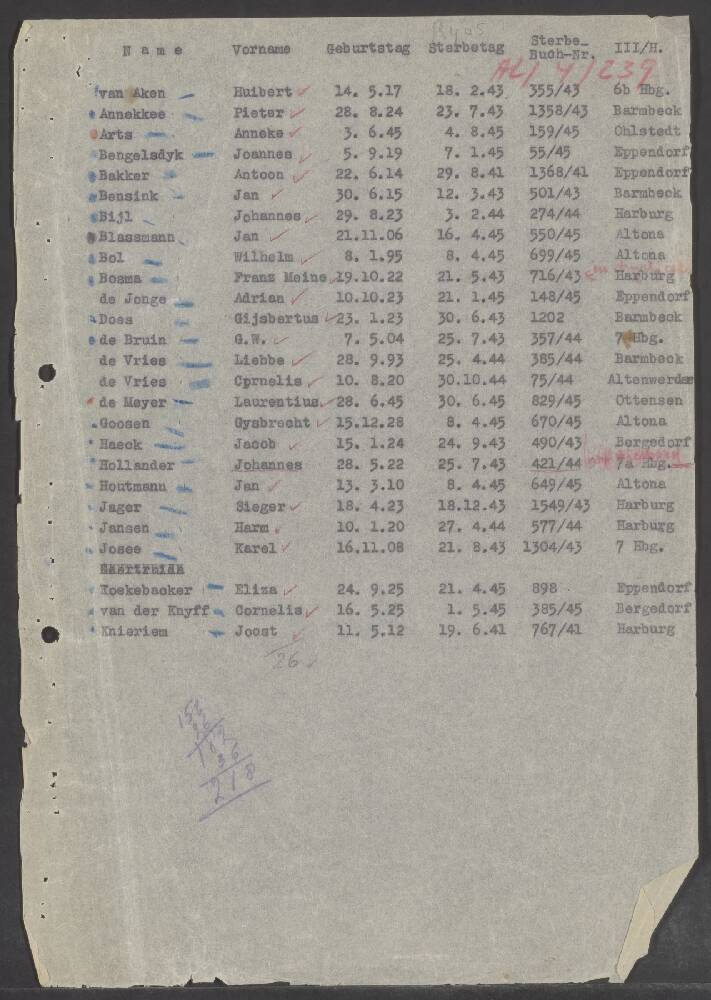 N a m e Vorname Geburtstag Sterbetag Sterbe_ Buch-Nr. III/H.
AL/4/239
van Aken Huibert 14. 5.17 18. 2.43 355/43 6b Hbg.
Annekkee Pieter 28. 8.24 23. 7.43 1358/43 Barmbeck
Arts Anneke 3. 6.45 4. 8.45 159/45 Ohlstedt
Bengelsdyk Joannes 5. 9.19 7. 1.45 55/45 Eppendorf
Bakker Antoon 22. 6.14 29. 8.41 1368/41 Eppendorf
Bensink Jan 30. 6.15 12. 3.43 501/43 Barmbeck
Bijl Johannes 29. 8.23 3. 2.44 274/44 Harburg
Blassmann Jan 21.11.06 16. 4.45 550/45 Altona
Bol Wilhelm 8. 1.95 8. 4.45 699/45 Altona
Bosma Franz Meine 19.10.22 21. 5.43 716/43 Harburg
de Jonge Adrian 10.10.23 21. 1.45 148/45 Eppendorf
Does Gijsbertus 23. 1.23 30. 6.43 1202 Barmbeck
de Bruin G.W. 7. 5.04 25. 7.43 357/44 7 Hbg.
de Vries Liebbe 28. 9.93 25. 4.44 385/44 Barmbeck
de Vries Cprnelis 10. 8.20 30.10.44 75/44 Altenwerder
de Meyer Laurentius 28. 6.45 30. 6.45 829/45 Ottensen
Goosen Gysbrecht 15.12.28 8. 4.45 670/45 Altona
Haeck Jacob 15. 1.24 24. 9.43 490/43 Bergedorf
Hollander Johannes 28. 5.22 25. 7.43 421/44 7a Hbg.
Houtmann Jan 13. 3.10 8. 4.45 649/45 Altona
Jager Sieger 18. 4.23 18.12.43 1549/43 Harburg
Jansen Harm 10. 1.20 27. 4.44 577/44 Harburg
Josee Karel 16.11.08 21. 8.43 1304/43 7 Hbg.
Koekebacker Eliza 24. 9.25 21. 4.45 898 Eppendorf
van der Knyff Cornelis 16. 5.25 1. 5.45 385/45 Bergedorf
Knieriem Joost 11. 5.12 19. 6.41 767/41 Harburg
26
182
36
218